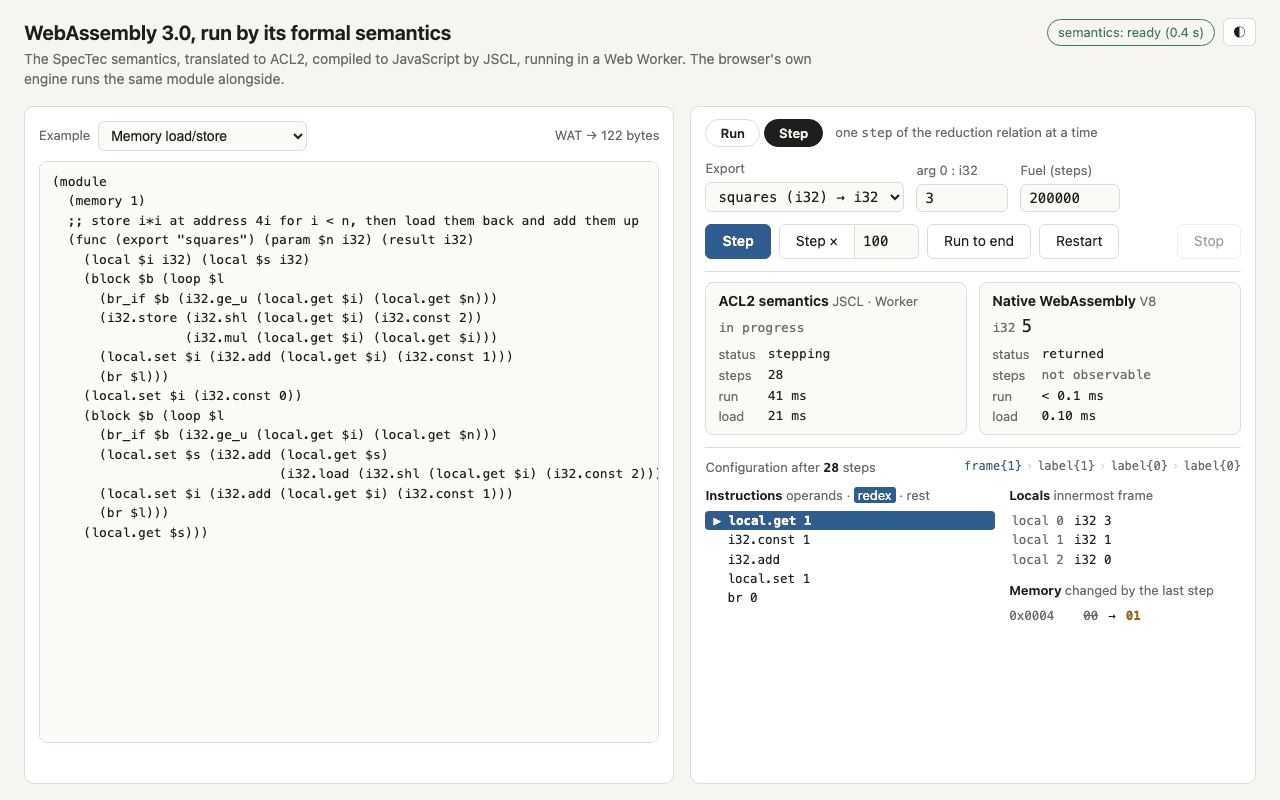 WebAssembly 3.0, run by its formal semantics
The SpecTec semantics, translated to ACL2, compiled to JavaScript by JSCL, running in a Web Worker. The browser's own
engine runs the same module alongside.
semantics: ready (0.4 s)
Example Memory load/store WAT → 122 bytes
(module
  (memory 1)
  ;; store i*i at address 4i for i < n, then load them back and add them up
  (func (export "squares") (param $n i32) (result i32)
    (local $i i32) (local $s i32)
    (block $b (loop $l
      (br_if $b (i32.ge_u (local.get $i) (local.get $n)))
      (i32.store (i32.shl (local.get $i) (i32.const 2))
                 (i32.mul (local.get $i) (local.get $i)))
      (local.set $i (i32.add (local.get $i) (i32.const 1)))
      (br $l)))
    (local.set $i (i32.const 0))
    (block $b (loop $l
      (br_if $b (i32.ge_u (local.get $i) (local.get $n)))
      (local.set $s (i32.add (local.get $s)
                             (i32.load (i32.shl (local.get $i) (i32.const 2)))
      (local.set $i (i32.add (local.get $i) (i32.const 1)))
      (br $l)))
    (local.get $s)))
Run Step one step of the reduction relation at a time
Export arg 0 : i32 Fuel (steps)
squares (i32) → i32 3 200000
Step Step × 100 Run to end Restart Stop
ACL2 semantics JSCL · Worker
in progress
status stepping
steps 28
run 41 ms
load 21 ms
Native WebAssembly V8
i32 5
status returned
steps not observable
run < 0.1 ms
load 0.10 ms
Configuration after 28 steps frame{1} › label{1} › label{0} › label{0}
Instructions operands · redex · rest
▶ local.get 1
i32.const 1
i32.add
local.set 1
br 0
Locals innermost frame
local 0 i32 3
local 1 i32 1
local 2 i32 0
Memory changed by the last step
0x0004 00 → 01